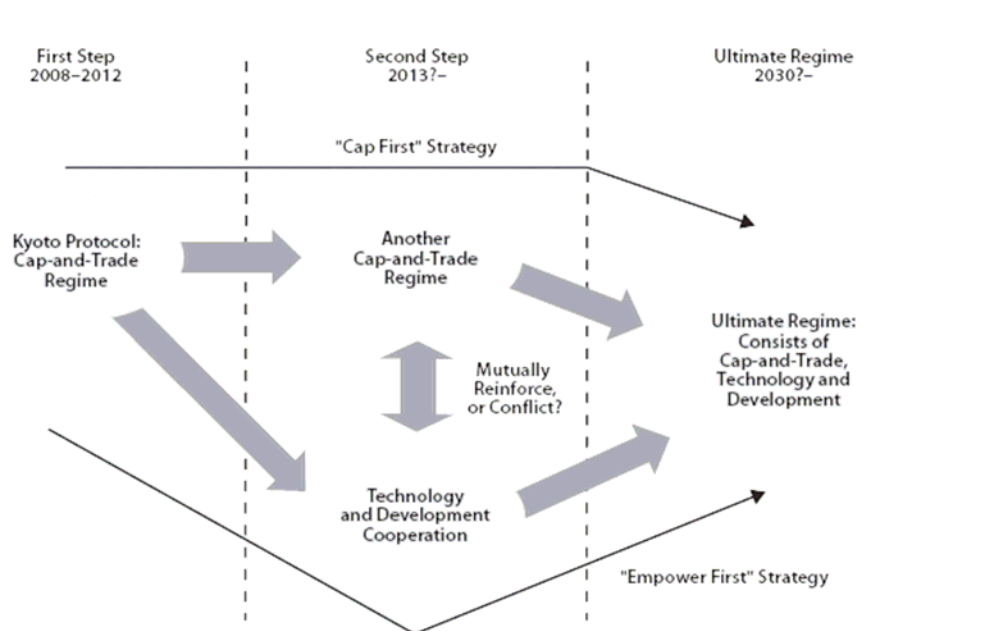 First Step
2008–2012
Second Step
2013?–
Ultimate Regime
2030?–
"Cap First" Strategy
Kyoto Protocol:
Cap-and-Trade
Regime
Another
Cap-and-Trade
Regime
Ultimate Regime:
Consists of
Cap-and-Trade,
Technology and
Development
Mutually
Reinforce,
or Conflict?
Technology
and Development
Cooperation
"Empower First" Strategy